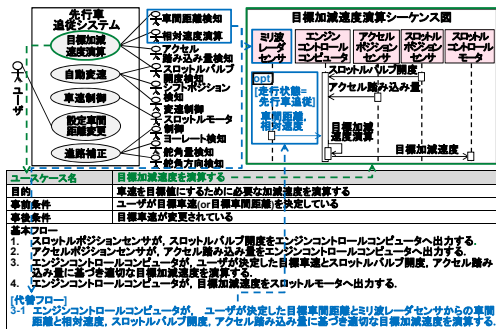 先行車
追従システム
目標加減
速度演算
自動変速
車速制御
設定車間
距離変更
道路補正
ユーザ
車間距離検知
相対速度演算
アクセル
踏み込み量検知
スロットルバルブ
開度検知
シフトポジション
検知
変速制御
スロットルモータ
制御
ヨーレート検知
舵角量検知
舵角方向検知
目標加減速度演算シーケンス図
ミリ波
レーダ
センサ
エンジン
コントロール
コンピュータ
アクセル
ポジション
センサ
スロットル
ポジション
センサ
スロットル
コントロール
モータ
スロットルバルブ開度
アクセル踏み込み量
opt
[走行状態=
先行車追従]
車間距離,
相対速度
目標加減
速度演算
目標加減速度
ユースケース名 目標加減速度を演算する
目的 車速を目標値にするために必要な加減速度を演算する
事前条件 ユーザが目標車速(or目標車間距離)を決定している
事後条件 目標車速が変更されている
基本フロー
1. スロットルポジションセンサが, スロットルバルブ開度をエンジンコントロールコンピュータへ出力する.
2. アクセルポジションセンサが, アクセル踏み込み量をエンジンコントロールコンピュータへ出力する.
3. エンジンコントロールコンピュータが, ユーザが決定した目標車速とスロットルバルブ開度, アクセル踏み
込み量に基づき適切な目標加減速度を演算する.
4. エンジンコントロールコンピュータが, 目標加減速度をスロットルモータへ出力する.
[代替フロー]
3-1 エンジンコントロールコンピュータが, ユーザが決定した目標車間距離とミリ波レーダセンサからの車間
距離と相対速度, スロットルバルブ開度, アクセル踏み込み量に基づき適切な目標加減速度を演算する.